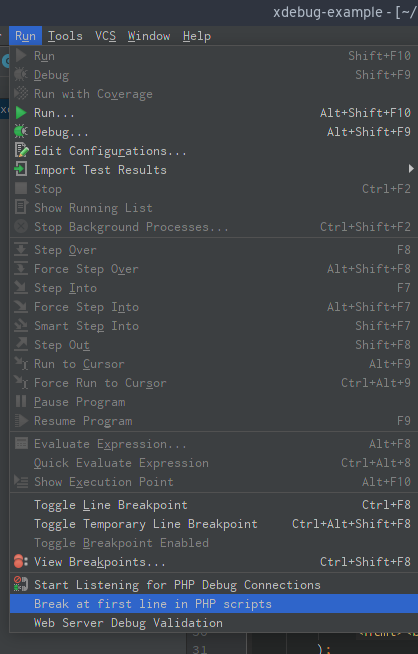 xdebug-example - [~/
Run Tools VCS Window Help
Run Shift+F10
Debug Shift+F9
Run with Coverage
Run... Alt+Shift+F10
Debug... Alt+Shift+F9
Edit Configurations...
Import Test Results
Stop Ctrl+F2
Show Running List
Stop Background Processes... Ctrl+Shift+F2
Step Over F8
Force Step Over Alt+Shift+F8
Step Into F7
Force Step Into Alt+Shift+F7
Smart Step Into Shift+F7
Step Out Shift+F8
Run to Cursor Alt+F9
Force Run to Cursor Ctrl+Alt+9
Pause Program
Resume Program F9
Evaluate Expression... Alt+F8
Quick Evaluate Expression Ctrl+Alt+8
Show Execution Point Alt+F10
Toggle Line Breakpoint Ctrl+F8
Toggle Temporary Line Breakpoint Ctrl+Alt+Shift+F8
Toggle Breakpoint Enabled
View Breakpoints... Ctrl+Shift+F8
Start Listening for PHP Debug Connections
Break at first line in PHP scripts
Web Server Debug Validation
31 );